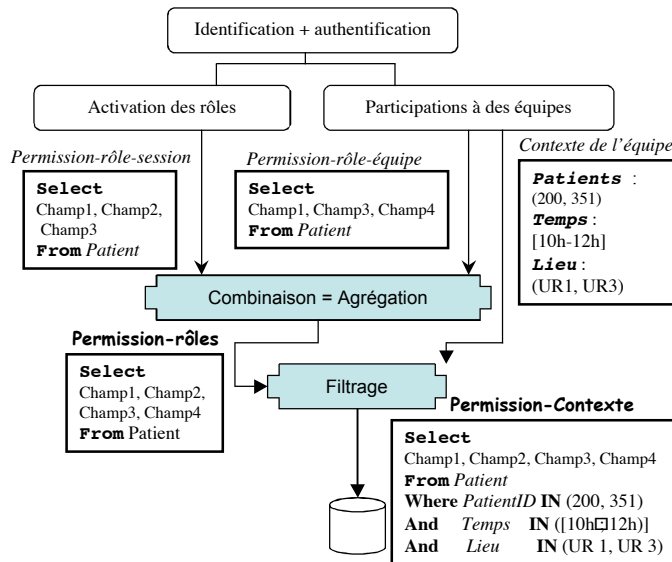 Identification + authentification
Activation des rôles
Participations à des équipes
Permission-rôle-session
Select
Champ1, Champ2,
Champ3
From Patient
Permission-rôle-équipe
Select
Champ1, Champ3, Champ4
From Patient
Contexte de l'équipe
Patients :
(200, 351)
Temps :
[10h-12h]
Lieu :
(UR1, UR3)
Combinaison = Agrégation
Permission-rôles
Select
Champ1, Champ2,
Champ3, Champ4
From Patient
Filtrage
Permission-Contexte
Select
Champ1, Champ2, Champ3, Champ4
From Patient
Where PatientID IN (200, 351)
And Temps IN ([10h⊡12h)]
And Lieu IN (UR 1, UR 3)